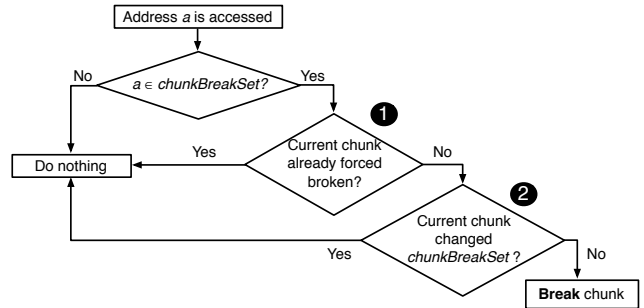 Address a is accessed
No
a ∈ chunkBreakSet?
Yes
1
Yes
Current chunk
already forced
broken?
No
Do nothing
2
Current chunk
changed
chunkBreakSet ?
Yes
No
Break chunk